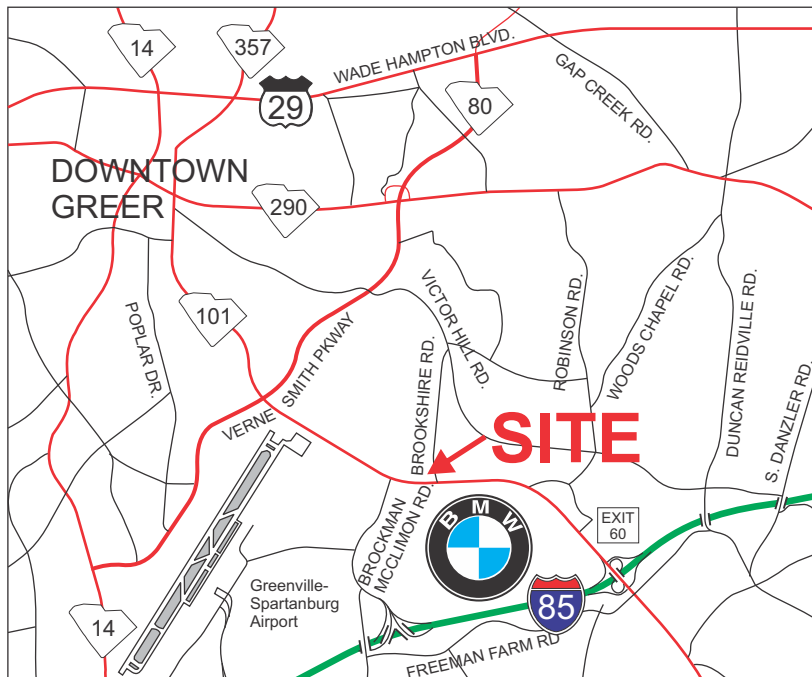 14
357
WADE HAMPTON BLVD.
29
80
GAP CREEK RD.
DOWNTOWN
GREER
290
VICTOR HILL RD.
ROBINSON RD.
WOODS CHAPEL RD.
DUNCAN REIDVILLE RD.
S. DANZLER RD.
POPLAR DR.
101
VERNE SMITH PKWAY
BROOKSHIRE RD.
SITE
BROCKMAN
MCCLIMON RD.
BMW
EXIT
60
Greenville-
Spartanburg
Airport
85
14
FREEMAN FARM RD